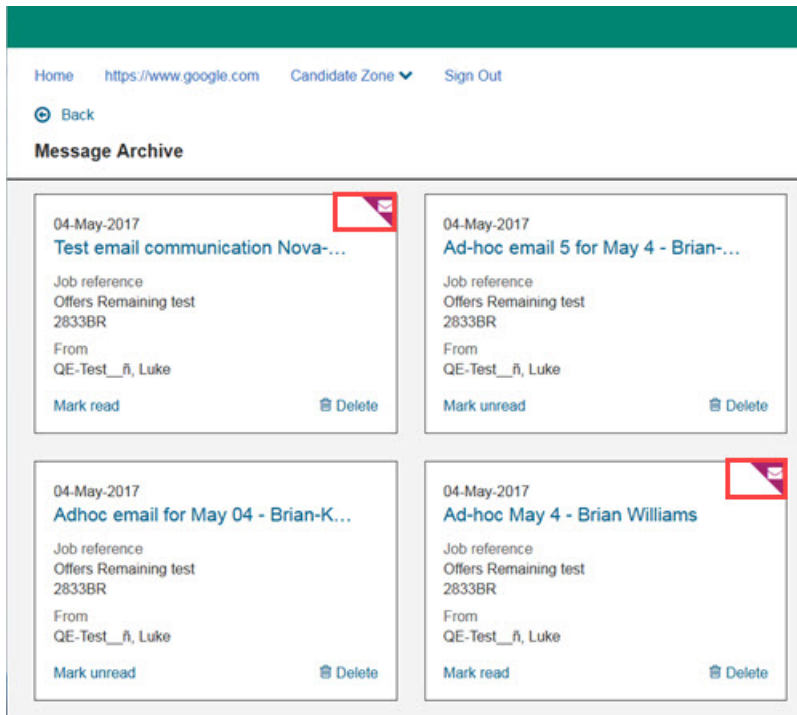 Home https://www.google.com Candidate Zone Sign Out
Back
Message Archive
04-May-2017
Test email communication Nova-...
Job reference
Offers Remaining test
2833BR
From
QE-Test__ñ, Luke
Mark read Delete
04-May-2017
Ad-hoc email 5 for May 4 - Brian-...
Job reference
Offers Remaining test
2833BR
From
QE-Test__ñ, Luke
Mark unread Delete
04-May-2017
Adhoc email for May 04 - Brian-K...
Job reference
Offers Remaining test
2833BR
From
QE-Test__ñ, Luke
Mark unread Delete
04-May-2017
Ad-hoc May 4 - Brian Williams
Job reference
Offers Remaining test
2833BR
From
QE-Test__ñ, Luke
Mark read Delete